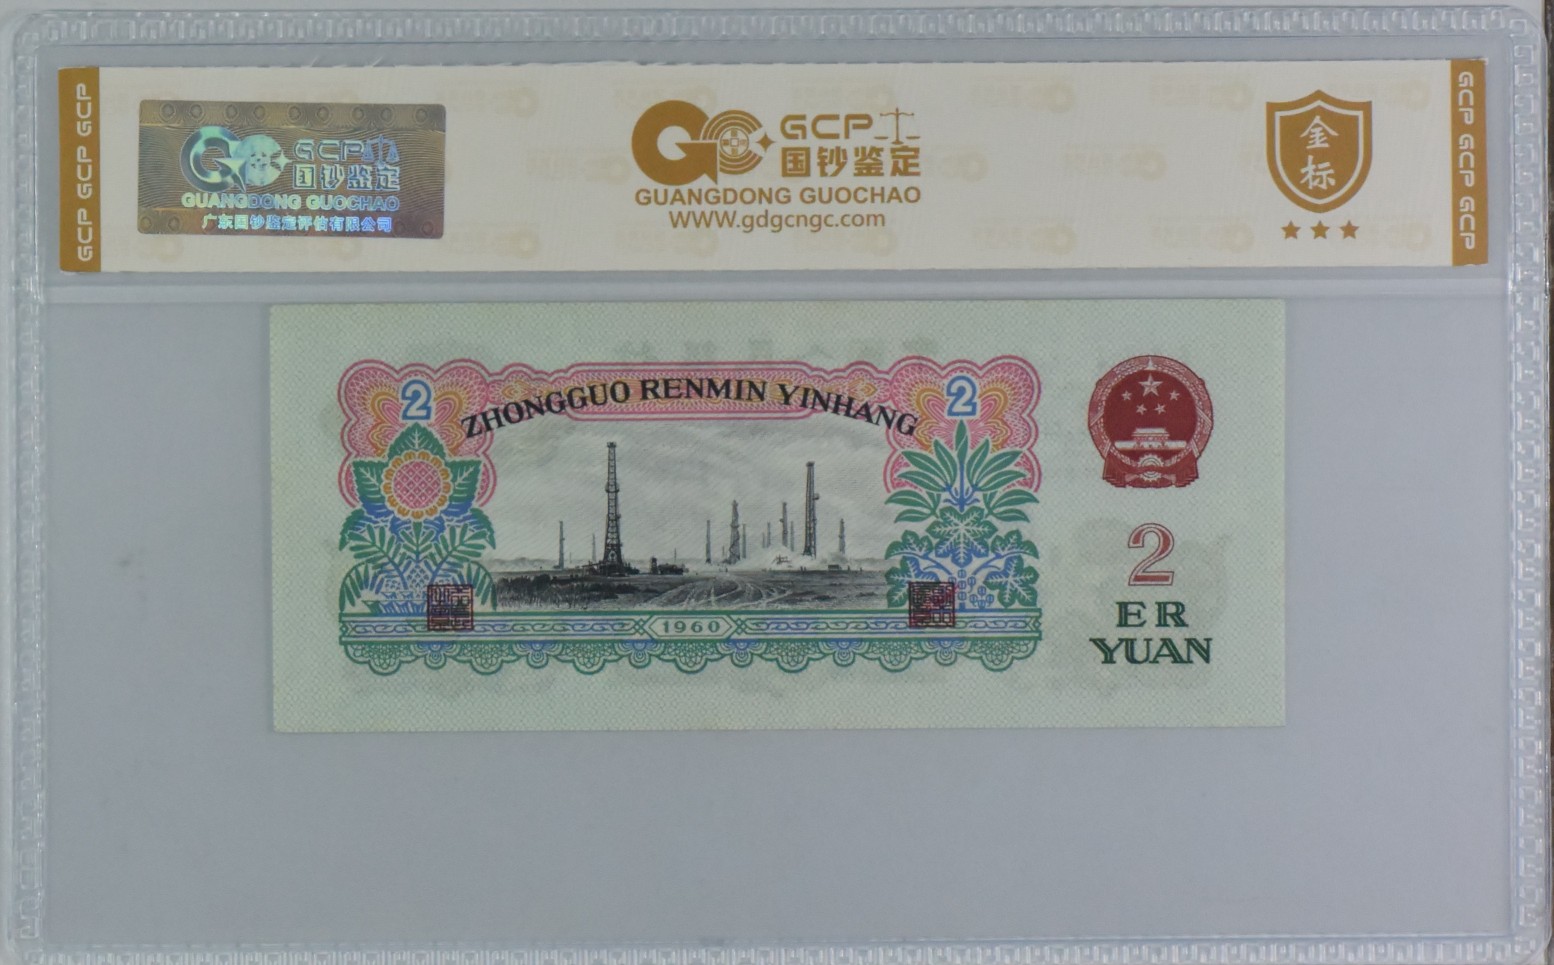 GCP GCP GCP
GCP
国钞鉴定
GUANGDONG GUOCHAO
广东国钞鉴定评估有限公司
GCP
国钞鉴定
GUANGDONG GUOCHAO
WWW.gdgcngc.com
金
标
GCP GCP GCP
ZHONGGUO RENMIN YINHANG
2
2
1960
2
ER
YUAN